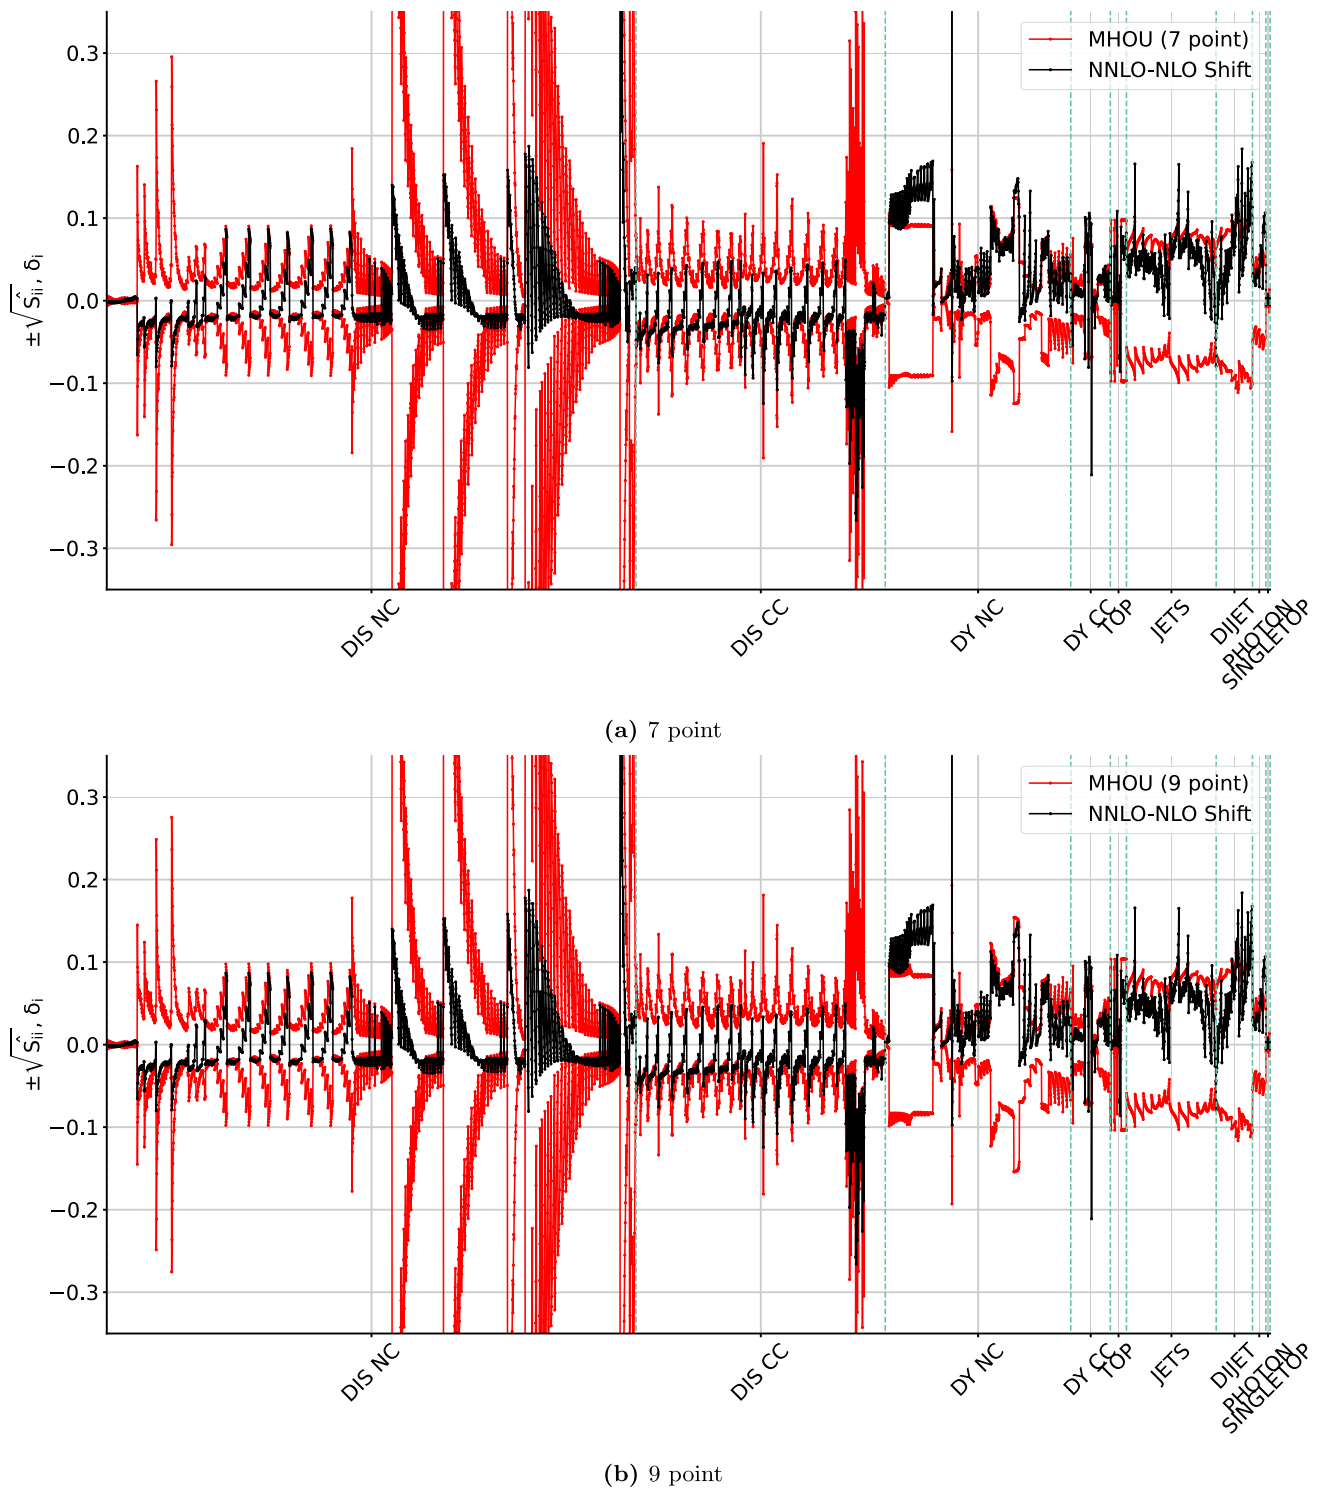 0.3
0.2
0.1
0.0
−0.1
−0.2
−0.3
±√Ŝii, δi
MHOU (7 point)
NNLO-NLO Shift
DIS NC
DIS CC
DY NC
DY CC
TOP
JETS
DIJET
PHOTON
SINGLETOP
(a) 7 point
0.3
0.2
0.1
0.0
−0.1
−0.2
−0.3
±√Ŝii, δi
MHOU (9 point)
NNLO-NLO Shift
DIS NC
DIS CC
DY NC
DY CC
TOP
JETS
DIJET
PHOTON
SINGLETOP
(b) 9 point